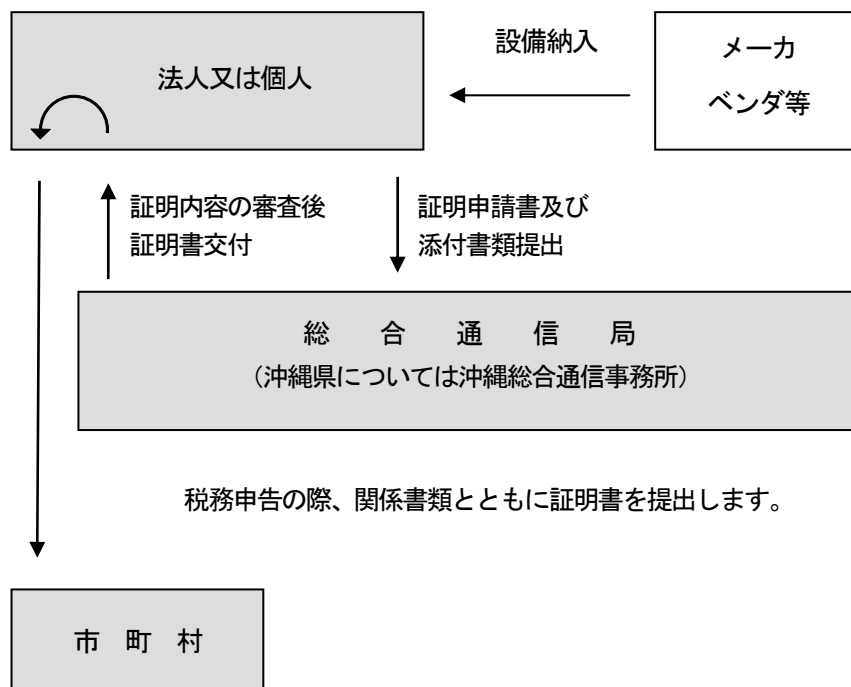 法人又は個人
設備納入
メーカ
ベンダ等
証明内容の審査後
証明書交付
証明申請書及び
添付書類提出
総合通信局
（沖縄県については沖縄総合通信事務所）
税務申告の際、関係書類とともに証明書を提出します。
市町村